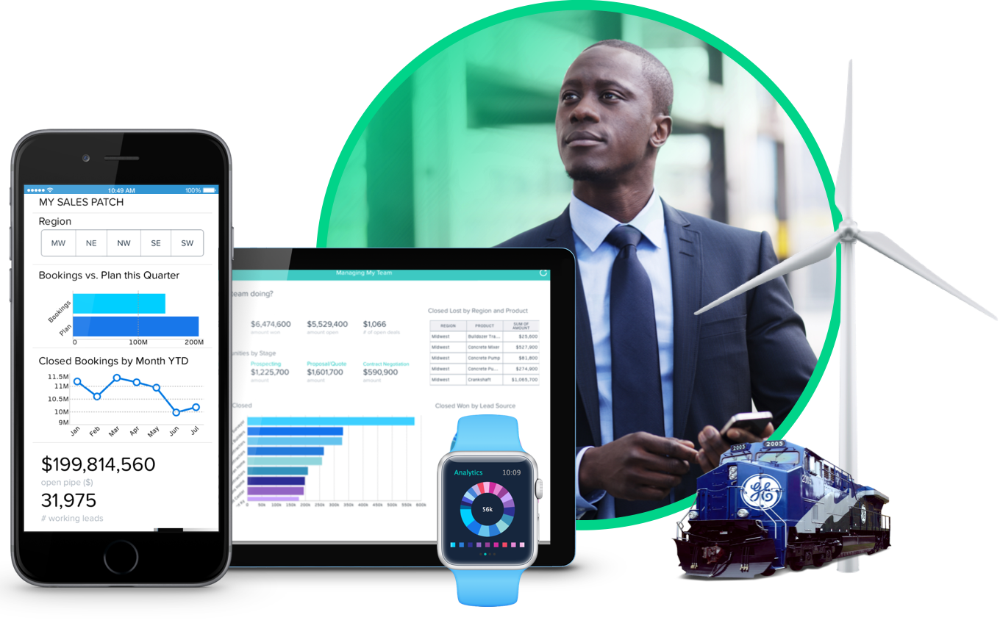 10:49 AM
100%
MY SALES PATCH
Region
MW NE NW SE SW
Bookings vs. Plan this Quarter
Bookings
Plan
0 100M 200M
Closed Bookings by Month YTD
11.5M
11M
10.5M
10M
9M
Jan Feb Mar Apr May Jun Jul
$199,814,560
open pipe ($)
31,975
# working leads
Managing My Team
team doing?
$6,474,600 $5,529,400 $1,066
amount won amount open # of open deals
unities by Stage
Prospecting Proposal/Quote Contract Negotiation
$1,225,700 $1,601,700 $590,900
amount amount amount
Closed
0 50k 100k 150k 200k 250k 300k 350k 400k 450k 500k 550k 600k
Closed Lost by Region and Product
REGION PRODUCT SUM OF AMOUNT
Midwest Bulldozer Tra... $25,600
Midwest Concrete Mixer $527,900
Midwest Concrete Pump $81,800
Midwest Concrete Pu... $274,900
Midwest Crankshaft $1,065,700
Closed Won by Lead Source
Analytics 10:09
56k
2005 2005
GE